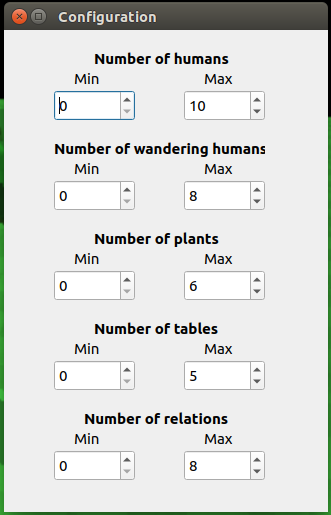 Configuration
Number of humans
Min Max
0 10
Number of wandering humans
Min Max
0 8
Number of plants
Min Max
0 6
Number of tables
Min Max
0 5
Number of relations
Min Max
0 8